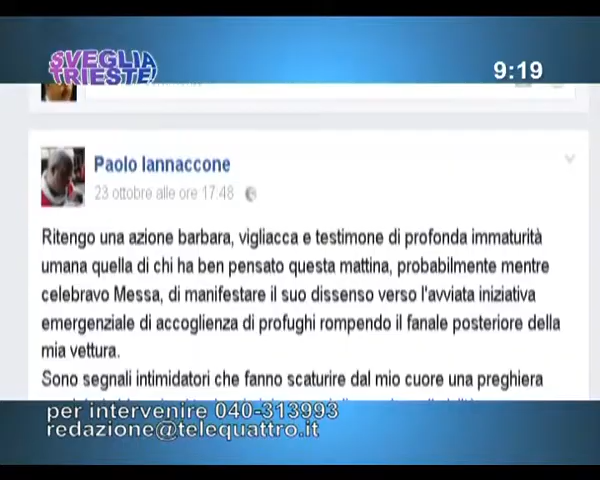 SVEGLIA
TRIESTE
9:19
Paolo Iannaccone
23 ottobre alle ore 17.48
Ritengo una azione barbara, vigliacca e testimone di profonda immaturità
umana quella di chi ha ben pensato questa mattina, probabilmente mentre
celebravo Messa, di manifestare il suo dissenso verso l'avviata iniziativa
emergenziale di accoglienza di profughi rompendo il fanale posteriore della
mia vettura.
Sono segnali intimidatori che fanno scaturire dal mio cuore una preghiera
per intervenire 040-313993
redazione@telequattro.it